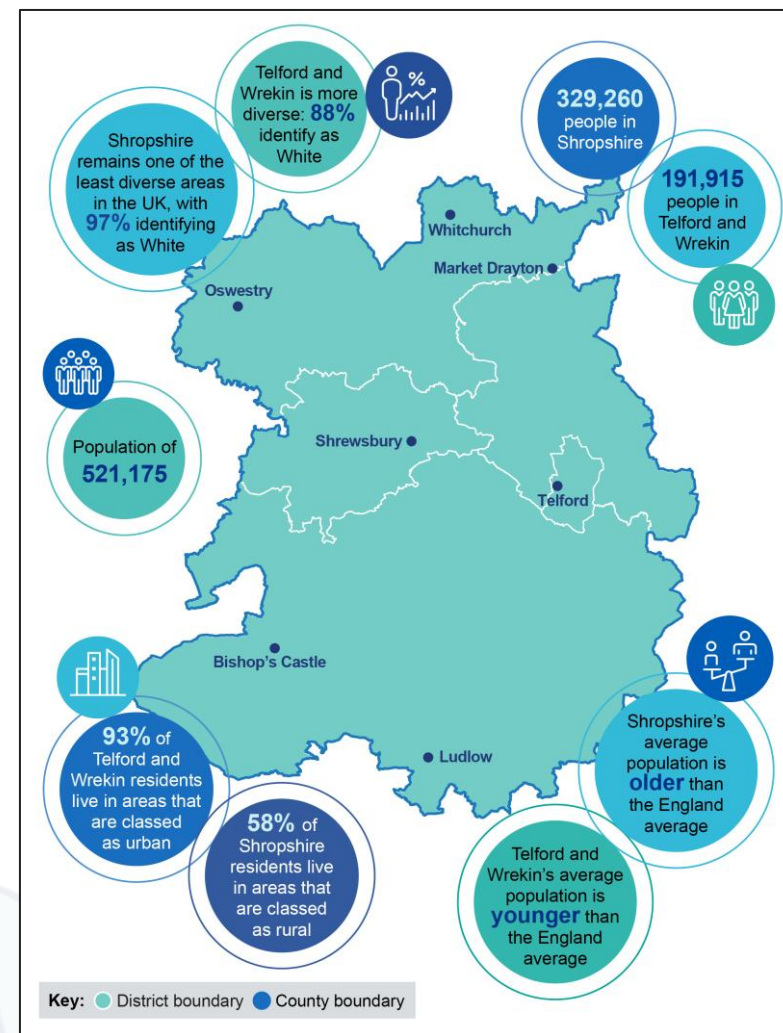 Telford and
Wrekin is more
diverse: 88%
identify as
White
%
Shropshire
remains one of the
least diverse areas
in the UK, with
97% identifying
as White
329,260
people in
Shropshire
191,915
people in
Telford and
Wrekin
Whitchurch
Market Drayton
Oswestry
Population of
521,175
Shrewsbury
Telford
Bishop's Castle
Ludlow
93% of
Telford and
Wrekin residents
live in areas that
are classed
as urban
58% of
Shropshire
residents live
in areas that
are classed
as rural
Shropshire's
average
population is
older than
the England
average
Telford and
Wrekin's average
population is
younger than
the England
average
Key: District boundary County boundary